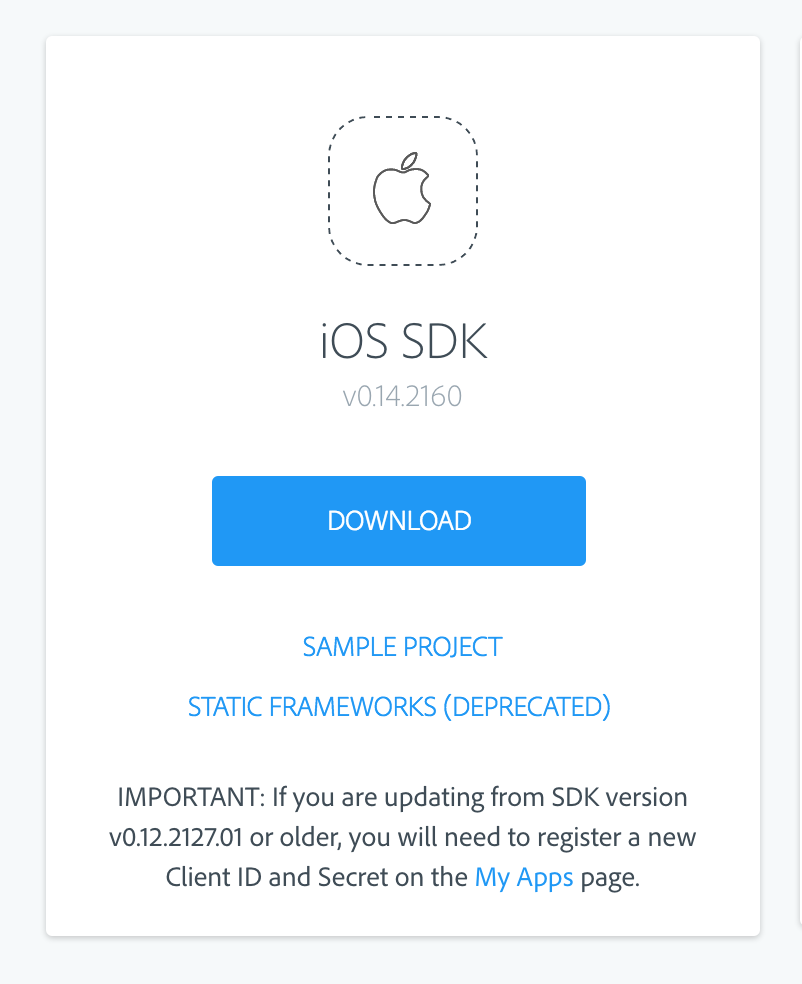 iOS SDK
v0.14.2160
DOWNLOAD
SAMPLE PROJECT
STATIC FRAMEWORKS (DEPRECATED)
IMPORTANT: If you are updating from SDK version
v0.12.2127.01 or older, you will need to register a new
Client ID and Secret on the My Apps page.